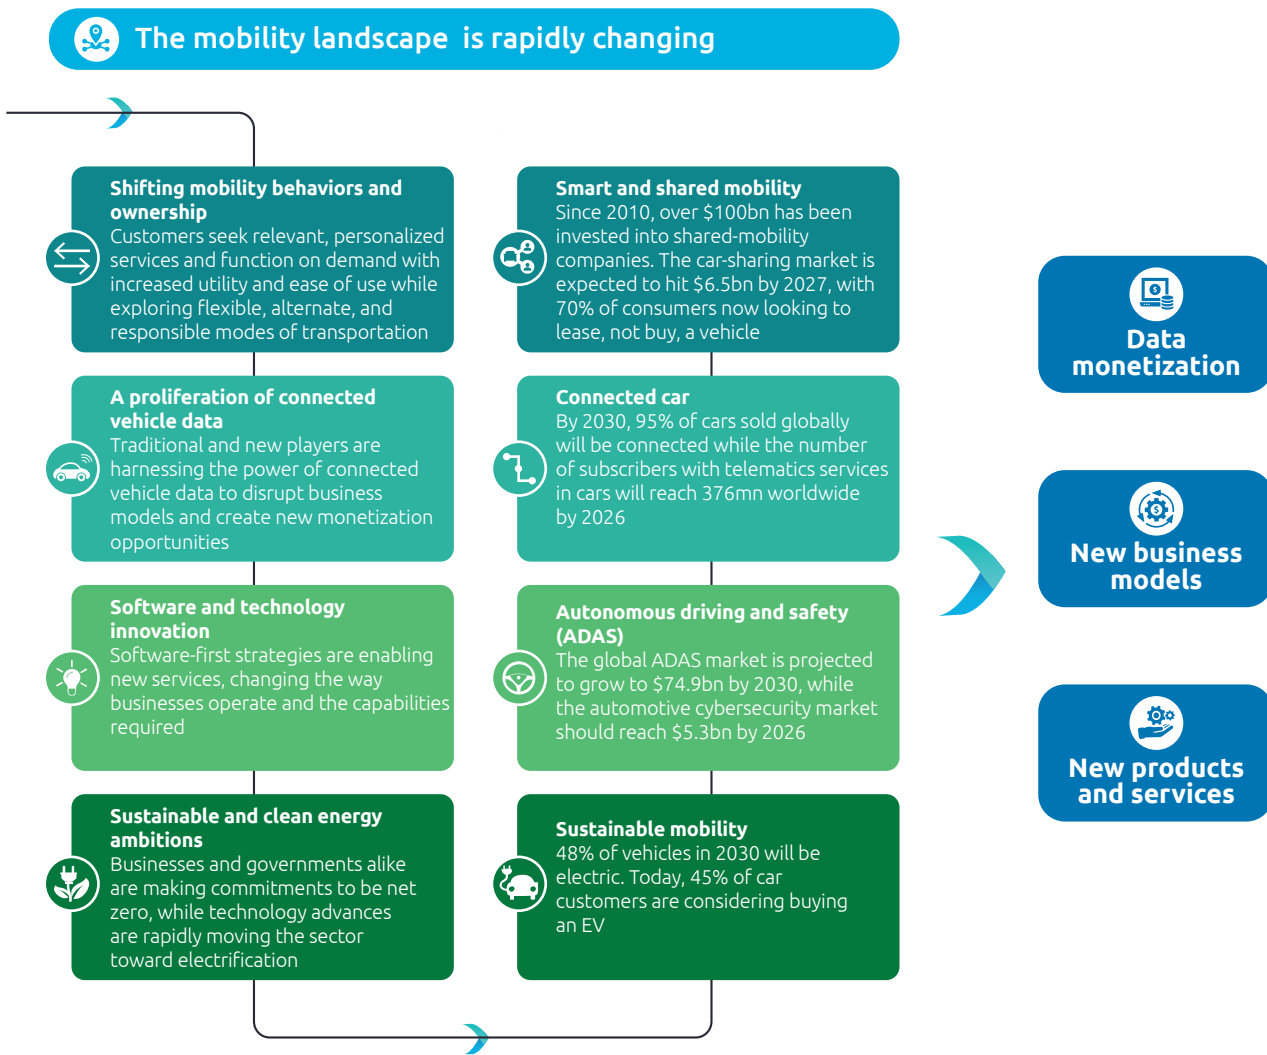 The mobility landscape is rapidly changing
Shifting mobility behaviors and
ownership
Customers seek relevant, personalized
services and function on demand with
increased utility and ease of use while
exploring flexible, alternate, and
responsible modes of transportation
A proliferation of connected
vehicle data
Traditional and new players are
harnessing the power of connected
vehicle data to disrupt business
models and create new monetization
opportunities
Software and technology
innovation
Software-first strategies are enabling
new services, changing the way
businesses operate and the capabilities
required
Sustainable and clean energy
ambitions
Businesses and governments alike
are making commitments to be net
zero, while technology advances
are rapidly moving the sector
toward electrification
Smart and shared mobility
Since 2010, over $100bn has been
invested into shared-mobility
companies. The car-sharing market is
expected to hit $6.5bn by 2027, with
70% of consumers now looking to
lease, not buy, a vehicle
Connected car
By 2030, 95% of cars sold globally
will be connected while the number
of subscribers with telematics services
in cars will reach 376mn worldwide
by 2026
Autonomous driving and safety
(ADAS)
The global ADAS market is projected
to grow to $74.9bn by 2030, while
the automotive cybersecurity market
should reach $5.3bn by 2026
Sustainable mobility
48% of vehicles in 2030 will be
electric. Today, 45% of car
customers are considering buying
an EV
Data
monetization
New business
models
New products
and services